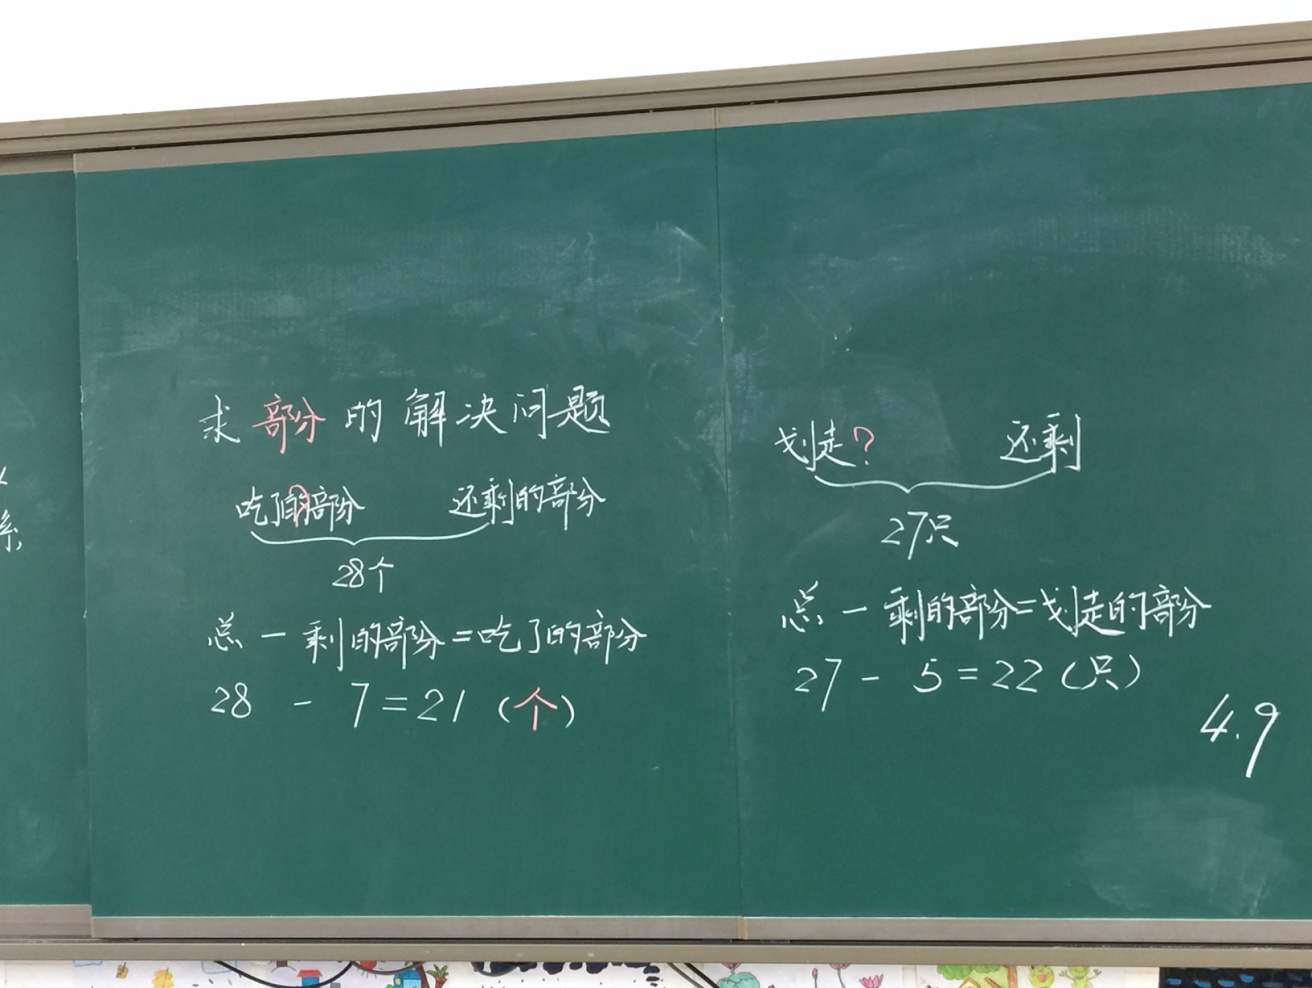 系
求部分的解决问题
吃了的部分 ? 还剩的部分
28个
总-剩的部分=吃了的部分
28 - 7=21(个)
划走? 还剩
27只
总-剩的部分=划走的部分
27- 5=22(只)
4.9